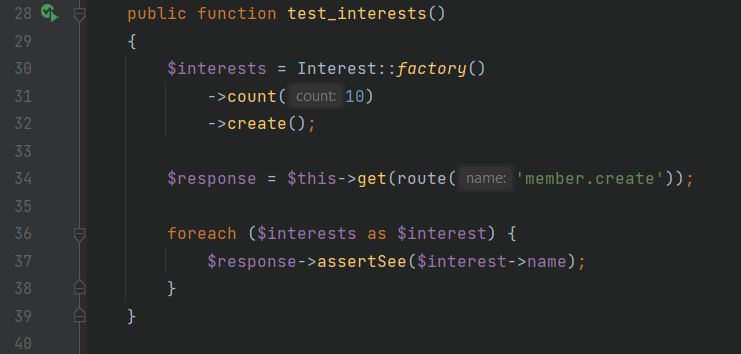 28 public function test_interests()
29 {
30 $interests = Interest::factory()
31 ->count( count: 10)
32 ->create();
33
34 $response = $this->get(route( name: 'member.create'));
35
36 foreach ($interests as $interest) {
37 $response->assertSee($interest->name);
38 }
39 }
40